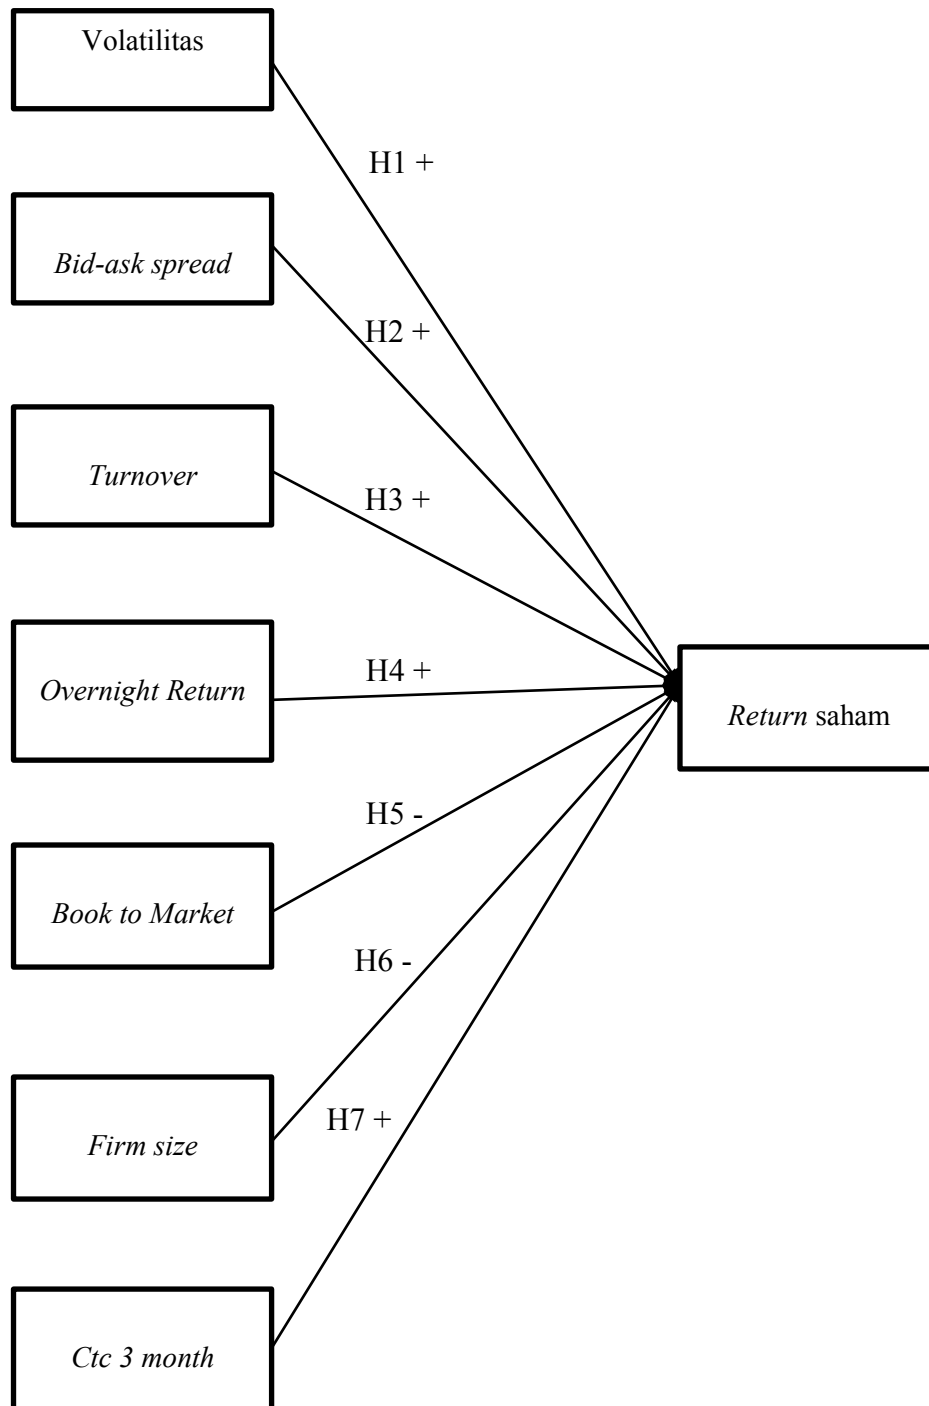 Volatilitas
H1 +
Bid-ask spread
H2 +
Turnover
H3 +
Overnight Return
H4 +
Return saham
H5 -
Book to Market
H6 -
Firm size
H7 +
Ctc 3 month